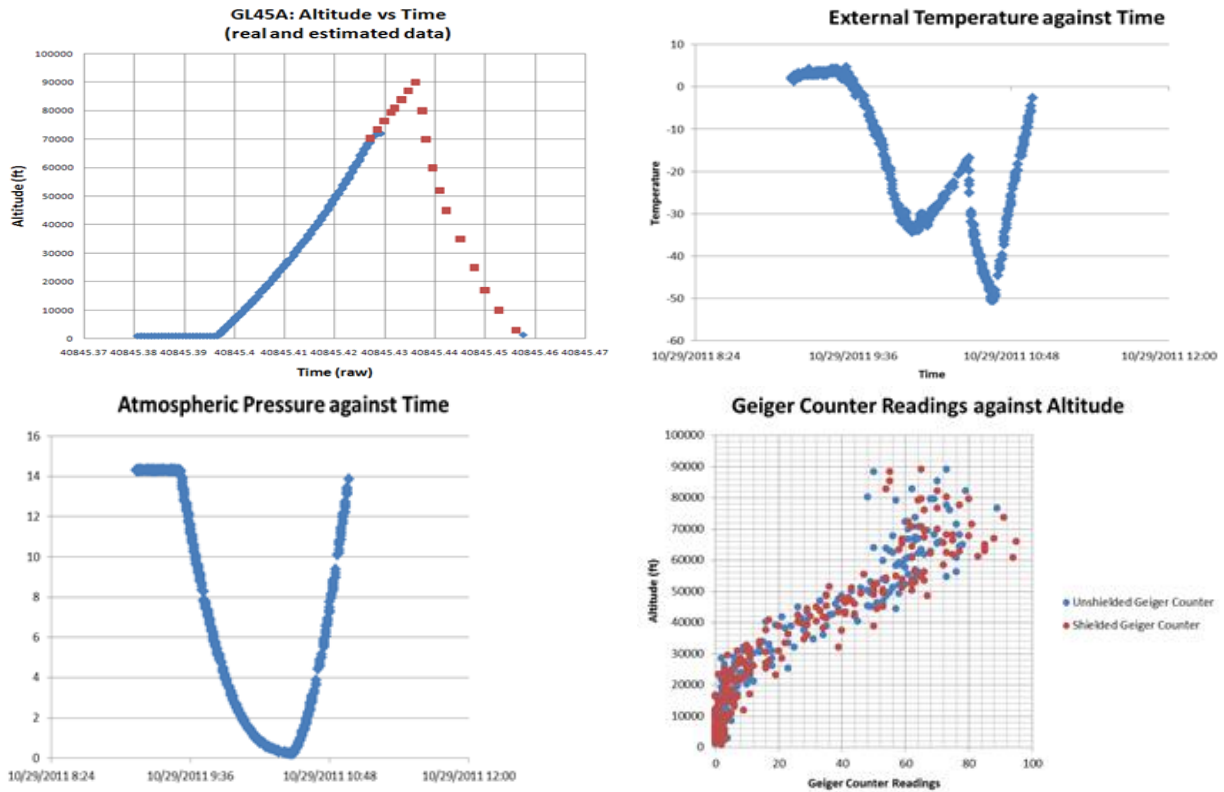 GL45A: Altitude vs Time
(real and estimated data)
100000
90000
80000
70000
60000
50000
40000
30000
20000
10000
0
Altitude (ft)
40845.37 40845.38 40845.39 40845.4 40845.41 40845.42 40845.43 40845.44 40845.45 40845.46 40845.47
Time (raw)
External Temperature against Time
10
0
-10
-20
-30
-40
-50
-60
Temperature
10/29/2011 8:24 10/29/2011 9:36 10/29/2011 10:48 10/29/2011 12:00
Time
Atmospheric Pressure against Time
16
14
12
10
8
6
4
2
0
10/29/2011 8:24 10/29/2011 9:36 10/29/2011 10:48 10/29/2011 12:00
Geiger Counter Readings against Altitude
100000
90000
80000
70000
60000
50000
40000
30000
20000
10000
0
Altitude (ft)
0 20 40 60 80 100
Geiger Counter Readings
Unshielded Geiger Counter
Shielded Geiger Counter